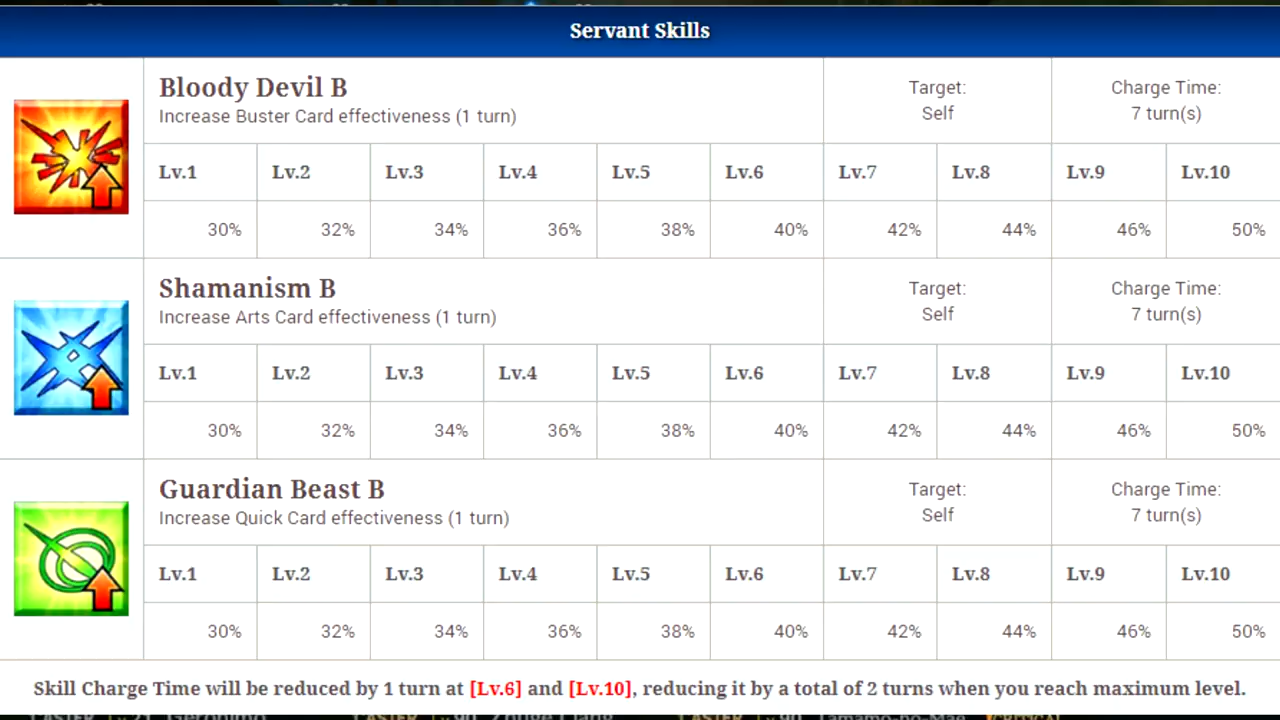 Servant Skills
Bloody Devil B
Increase Buster Card effectiveness (1 turn)
Target:
Self
Charge Time:
7 turn(s)
Lv.1 Lv.2 Lv.3 Lv.4 Lv.5 Lv.6 Lv.7 Lv.8 Lv.9 Lv.10
30% 32% 34% 36% 38% 40% 42% 44% 46% 50%
Shamanism B
Increase Arts Card effectiveness (1 turn)
Target:
Self
Charge Time:
7 turn(s)
Lv.1 Lv.2 Lv.3 Lv.4 Lv.5 Lv.6 Lv.7 Lv.8 Lv.9 Lv.10
30% 32% 34% 36% 38% 40% 42% 44% 46% 50%
Guardian Beast B
Increase Quick Card effectiveness (1 turn)
Target:
Self
Charge Time:
7 turn(s)
Lv.1 Lv.2 Lv.3 Lv.4 Lv.5 Lv.6 Lv.7 Lv.8 Lv.9 Lv.10
30% 32% 34% 36% 38% 40% 42% 44% 46% 50%
Skill Charge Time will be reduced by 1 turn at [Lv.6] and [Lv.10], reducing it by a total of 2 turns when you reach maximum level.